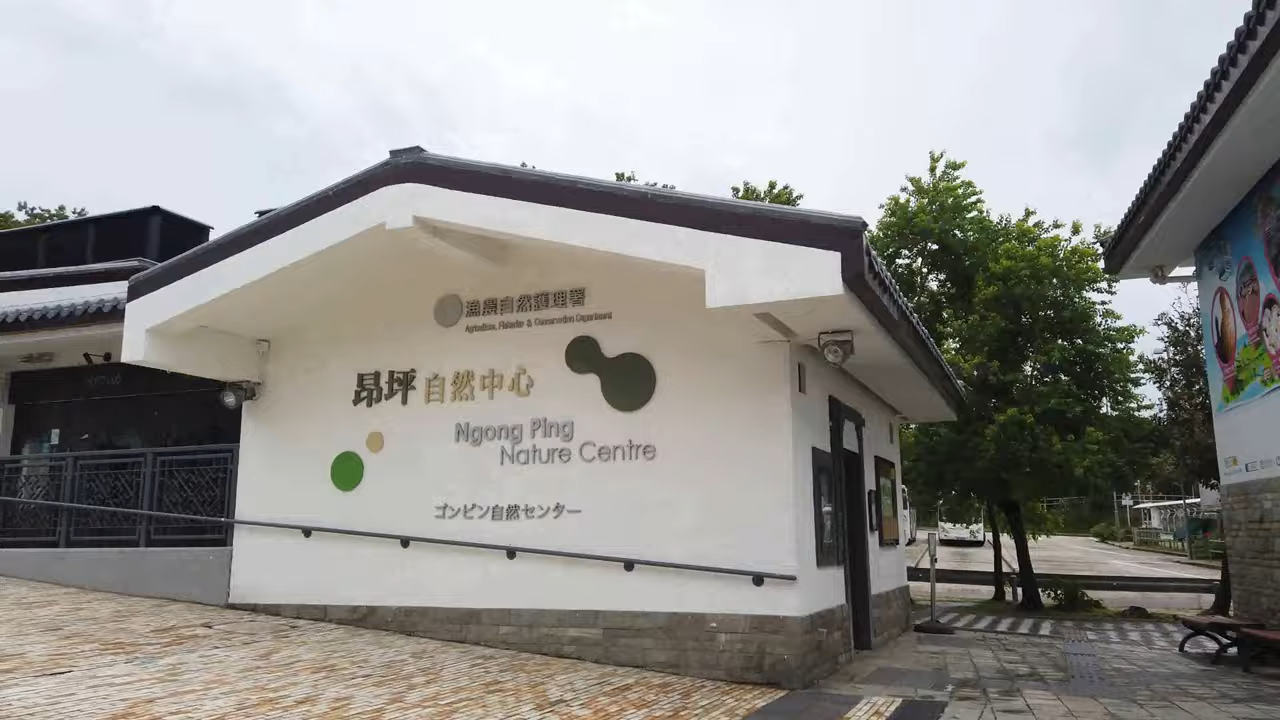 漁農自然護理署
Agriculture, Fisheries & Conservation Department
昂坪自然中心
Ngong Ping
Nature Centre
ゴンピン自然センター